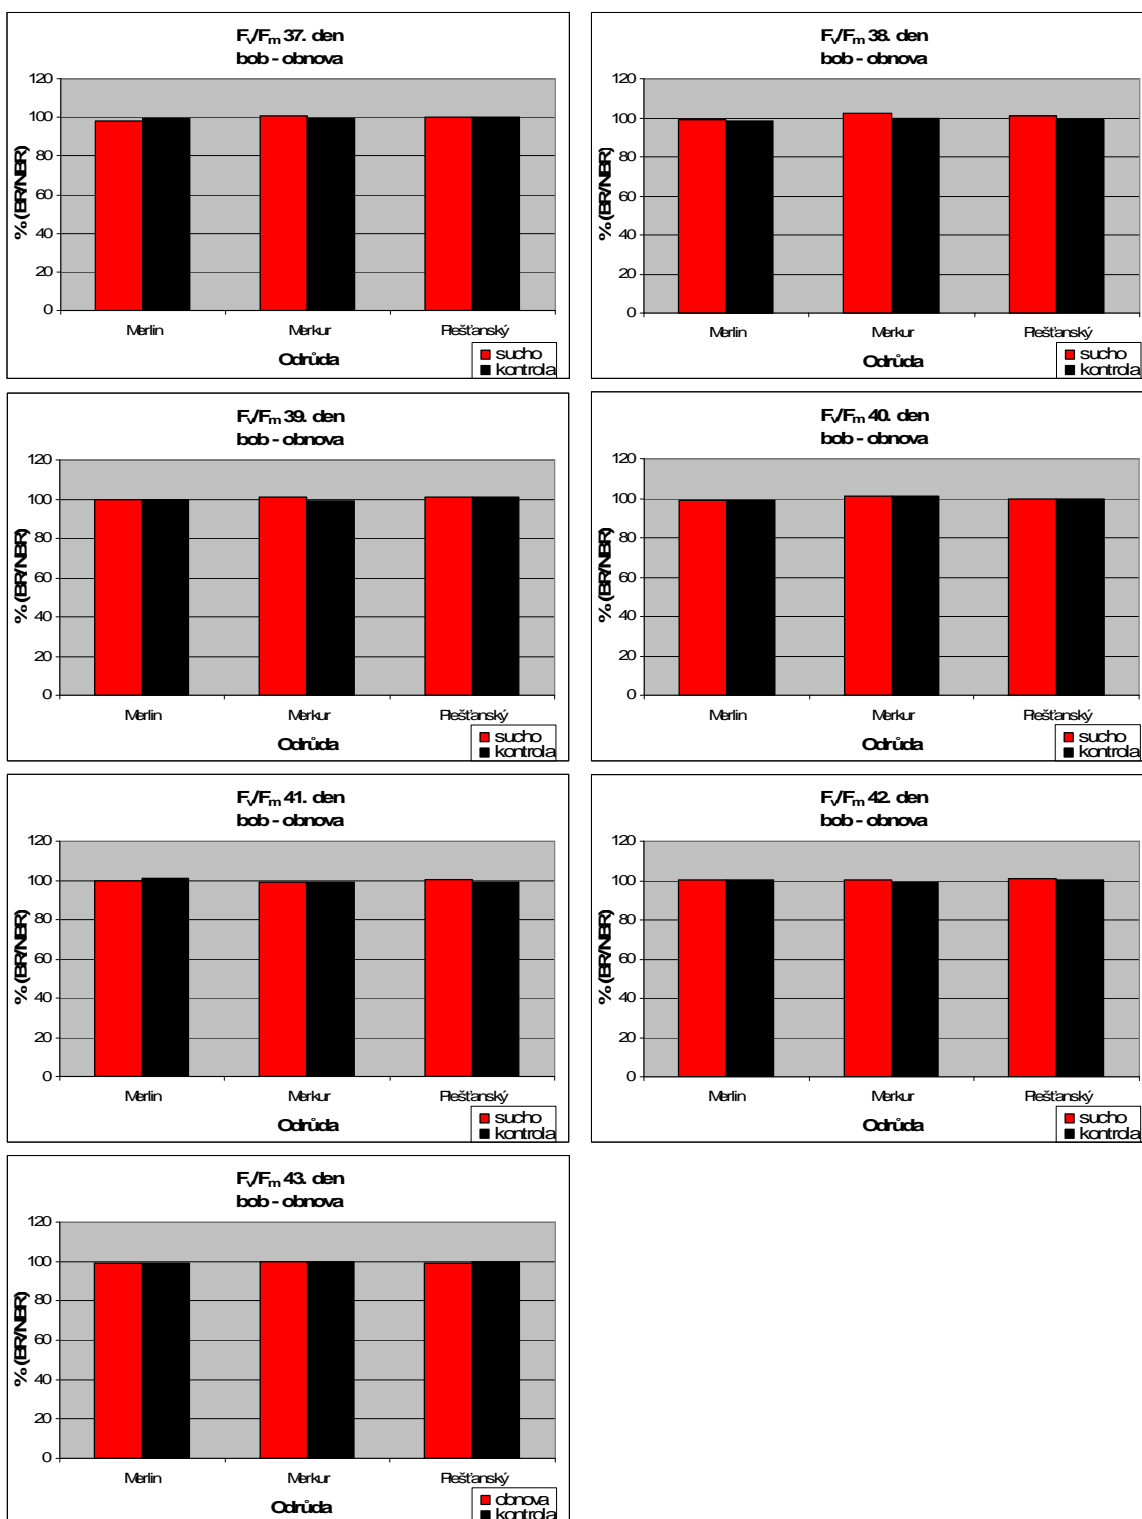 Fv/Fm 37. den
bob - obnova
% (BR/NBR)
120
100
80
60
40
20
0
Merlin Merkur Piešťanský
Odrůda
sucho
kontrola
Fv/Fm 38. den
bob - obnova
% (BR/NBR)
120
100
80
60
40
20
0
Merlin Merkur Piešťanský
Odrůda
sucho
kontrola
Fv/Fm 39. den
bob - obnova
% (BR/NBR)
120
100
80
60
40
20
0
Merlin Merkur Piešťanský
Odrůda
sucho
kontrola
Fv/Fm 40. den
bob - obnova
% (BR/NBR)
120
100
80
60
40
20
0
Merlin Merkur Piešťanský
Odrůda
sucho
kontrola
Fv/Fm 41. den
bob - obnova
% (BR/NBR)
120
100
80
60
40
20
0
Merlin Merkur Piešťanský
Odrůda
sucho
kontrola
Fv/Fm 42. den
bob - obnova
% (BR/NBR)
120
100
80
60
40
20
0
Merlin Merkur Piešťanský
Odrůda
sucho
kontrola
Fv/Fm 43. den
bob - obnova
% (BR/NBR)
120
100
80
60
40
20
0
Merlin Merkur Piešťanský
Odrůda
obnova
kontrola